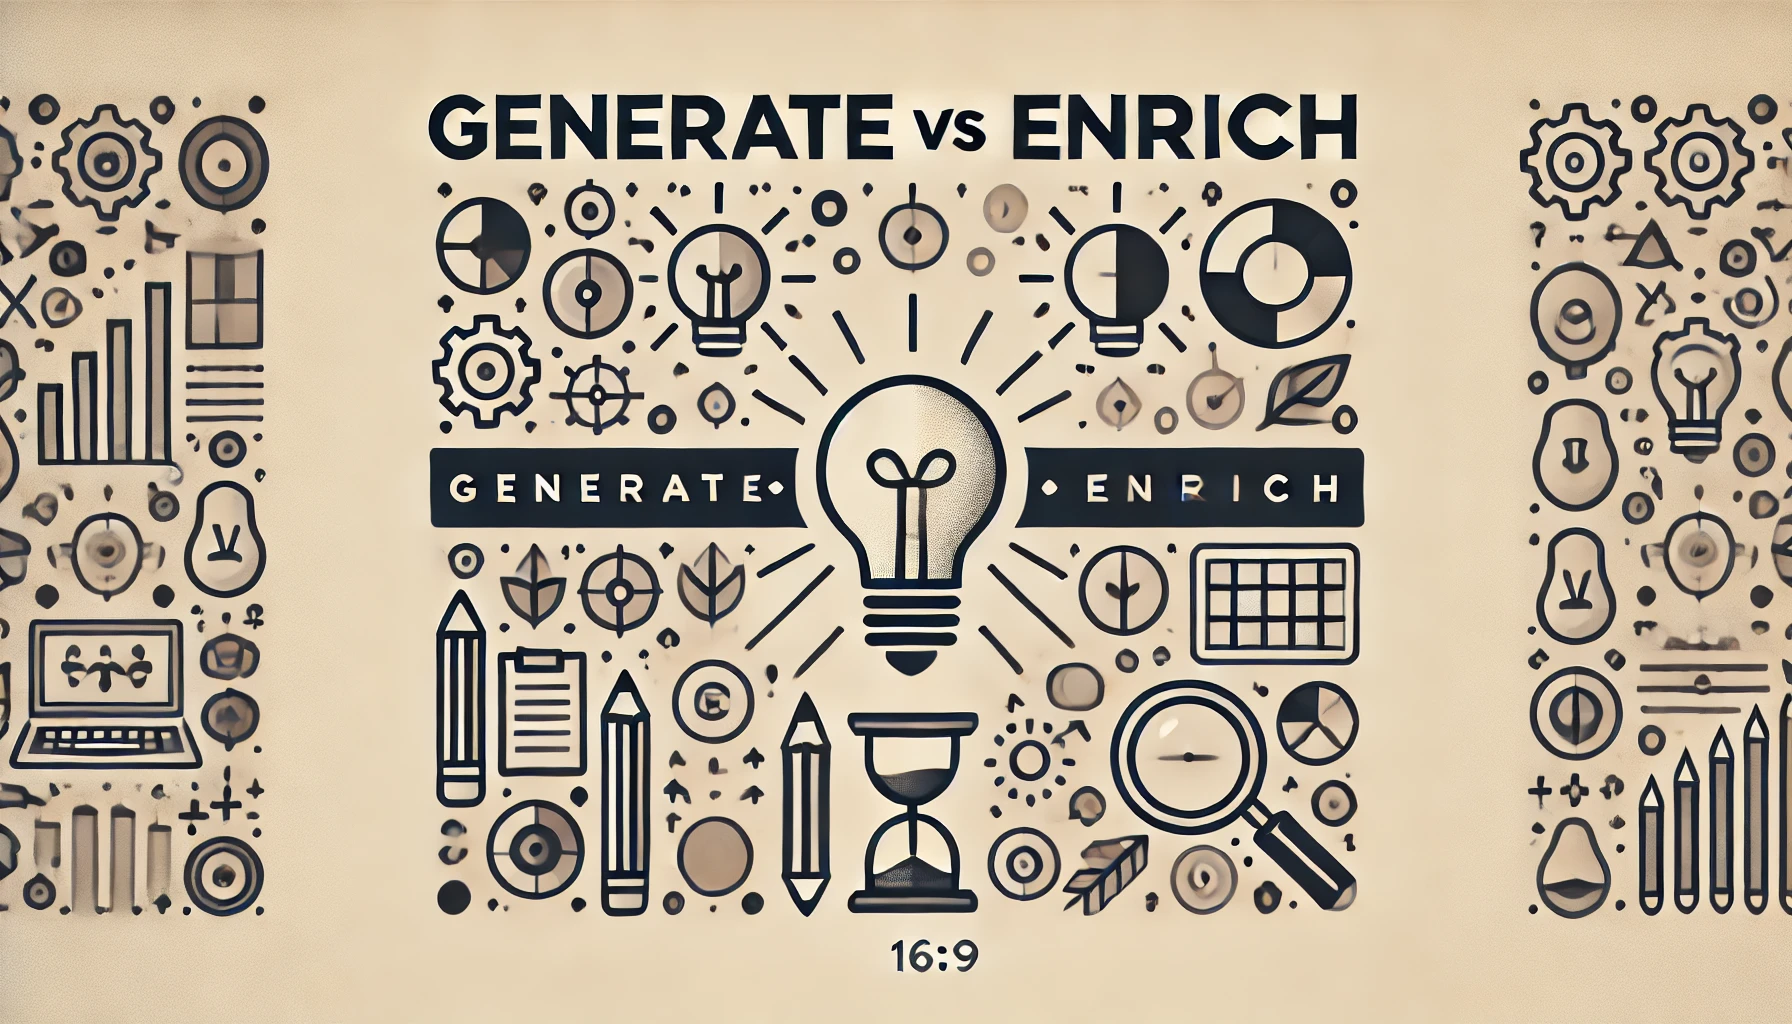 GENERATE vs ENRICH
GENERATE
ENRICH
16:9